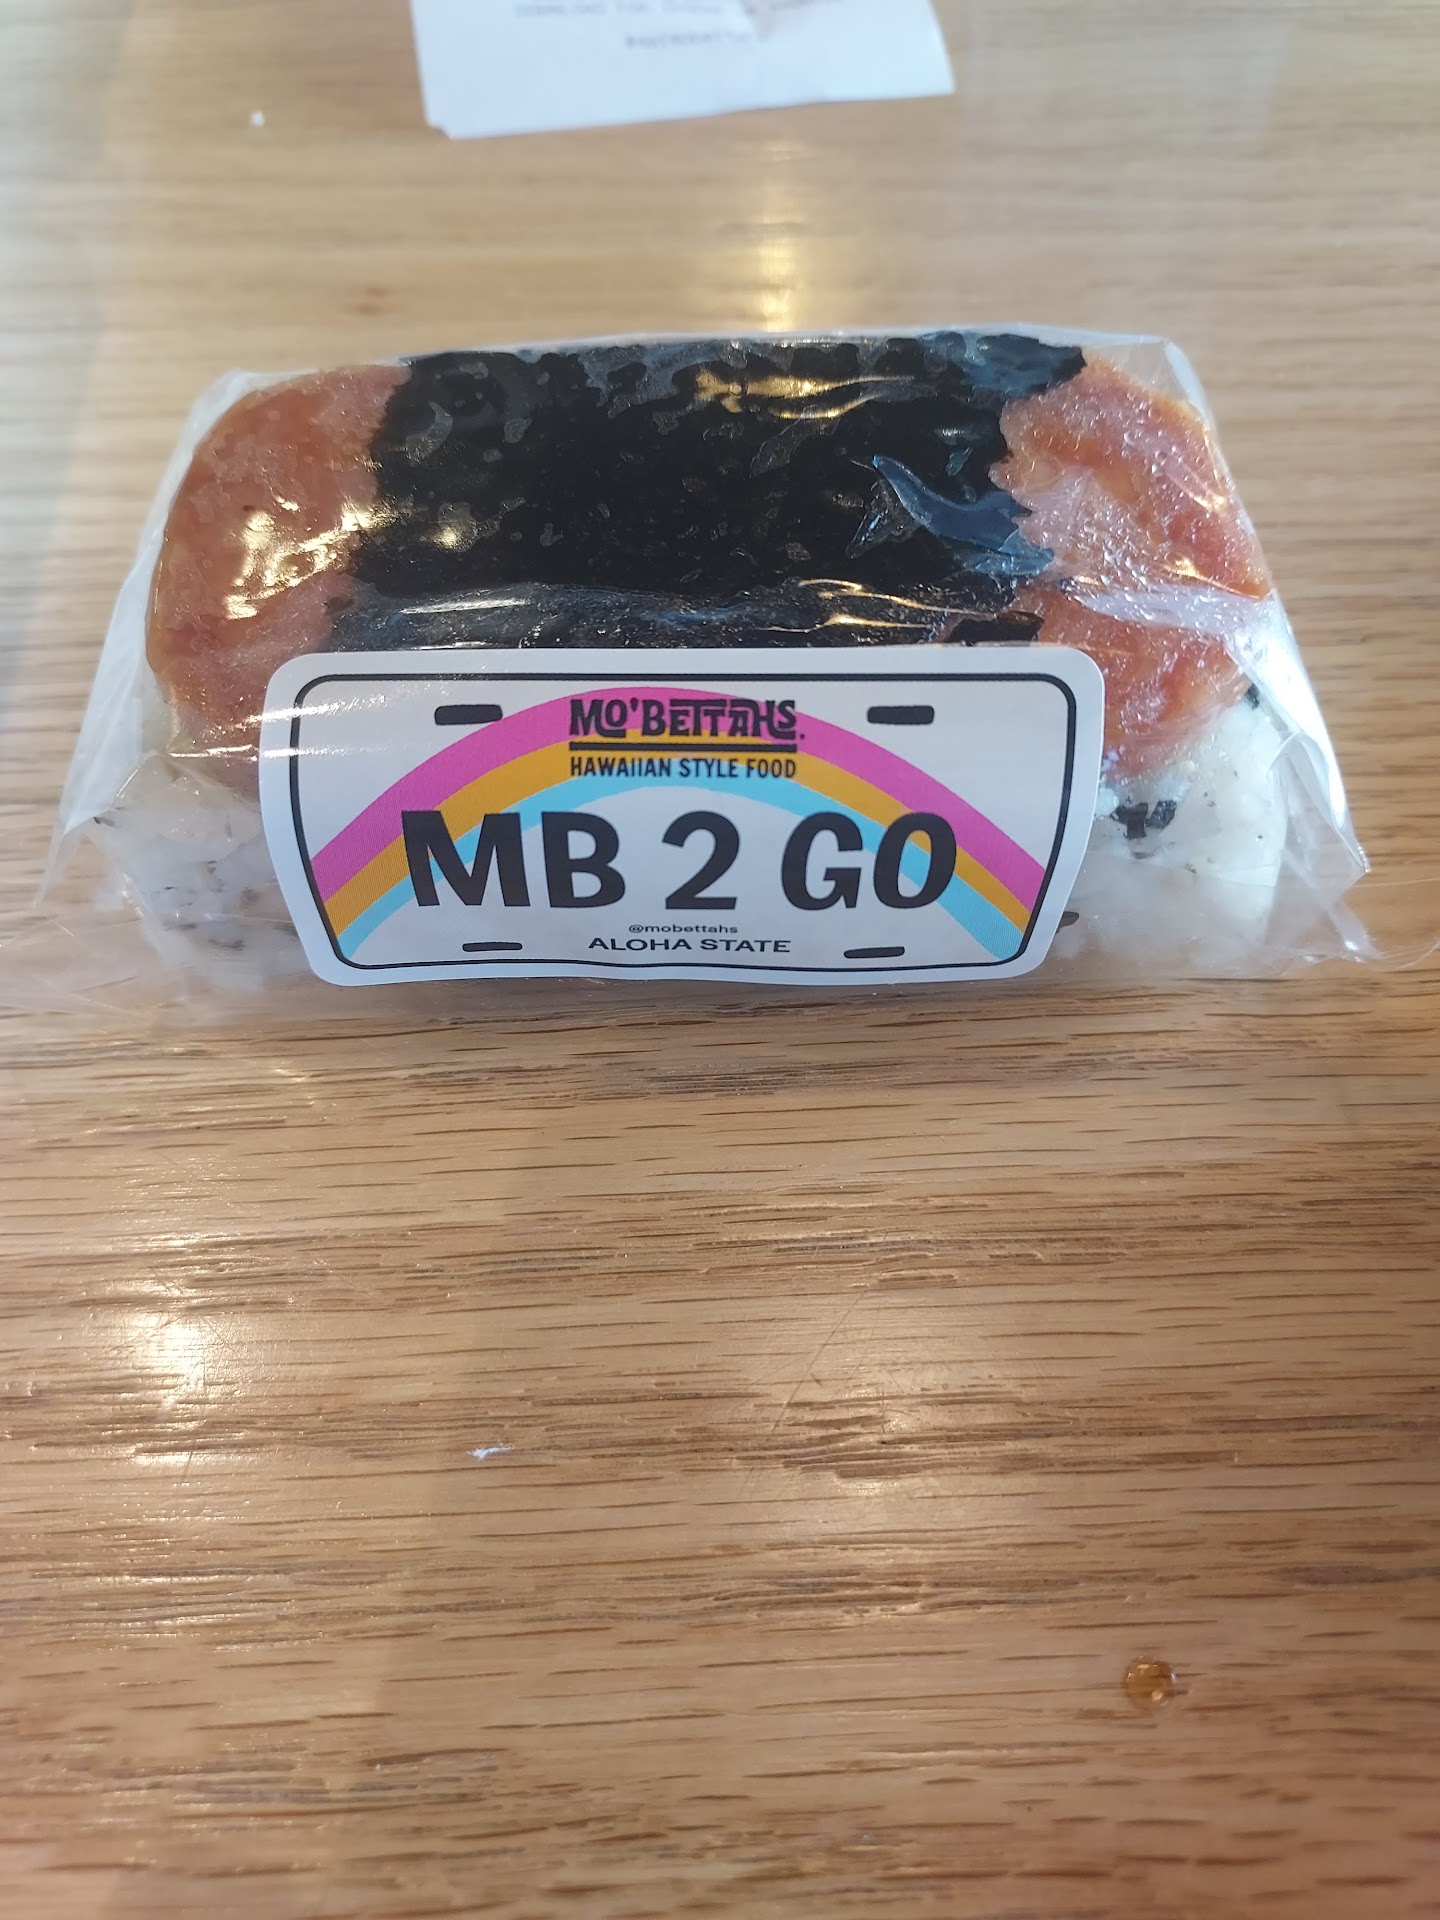 MO'BETTAHS.
HAWAIIAN STYLE FOOD
MB 2 GO
@mobettahs
ALOHA STATE